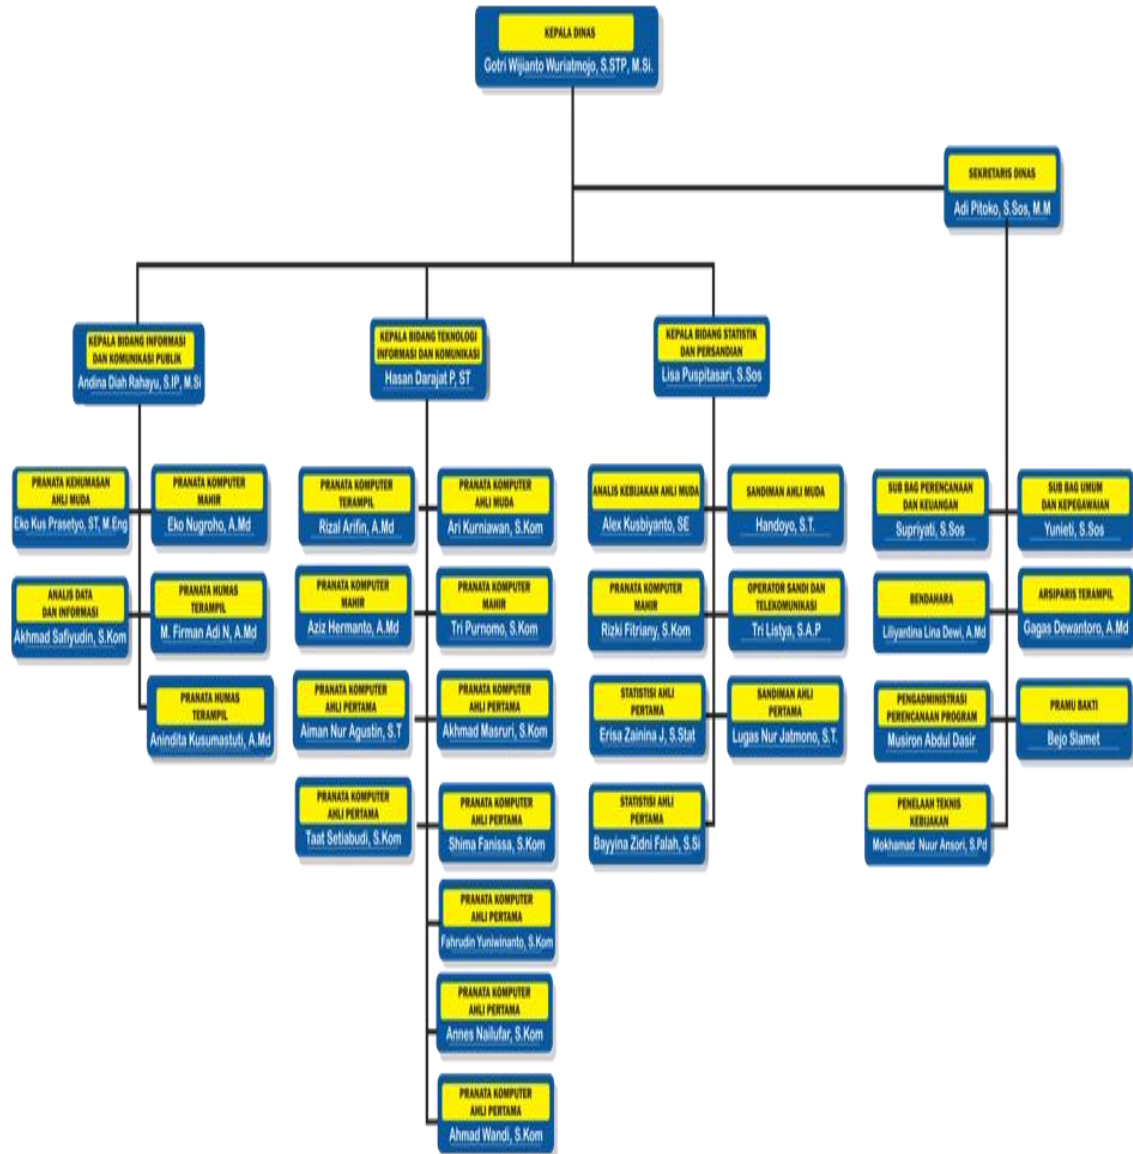 KEPALA DINAS
Gotri Wijianto Wuriatmojo, S.STP, M.Si.
SEKRETARIS DINAS
Adi Pitoko, S.Sos, M.M
KEPALA BIDANG INFORMASI
DAN KOMUNIKASI PUBLIK
Andina Diah Rahayu, S.IP, M.Si
KEPALA BIDANG TEKNOLOGI
INFORMASI DAN KOMUNIKASI
Hasan Darajat P, ST
KEPALA BIDANG STATISTIK
DAN PERSANDIAN
Lisa Puspitasari, S.Sos
PRANATA KEHUMASAN
AHLI MUDA
Eko Kus Prasetyo, ST, M.Eng
PRANATA KOMPUTER
MAHIR
Eko Nugroho, A.Md
ANALIS DATA
DAN INFORMASI
Akhmad Safiyudin, S.Kom
PRANATA HUMAS
TERAMPIL
M. Firman Adi N, A.Md
PRANATA HUMAS
TERAMPIL
Anindita Kusumastuti, A.Md
PRANATA KOMPUTER
TERAMPIL
Rizal Arifin, A.Md
PRANATA KOMPUTER
AHLI MUDA
Ari Kurniawan, S.Kom
PRANATA KOMPUTER
MAHIR
Aziz Hermanto, A.Md
PRANATA KOMPUTER
MAHIR
Tri Purnomo, S.Kom
PRANATA KOMPUTER
AHLI PERTAMA
Aiman Nur Agustin, S.T
PRANATA KOMPUTER
AHLI PERTAMA
Akhmad Masruri, S.Kom
PRANATA KOMPUTER
AHLI PERTAMA
Taat Setiabudi, S.Kom
PRANATA KOMPUTER
AHLI PERTAMA
Shima Fanissa, S.Kom
PRANATA KOMPUTER
AHLI PERTAMA
Fahrudin Yuniwinanto, S.Kom
PRANATA KOMPUTER
AHLI PERTAMA
Annes Nailufar, S.Kom
PRANATA KOMPUTER
AHLI PERTAMA
Ahmad Wandi, S.Kom
ANALIS KEBIJAKAN AHLI MUDA
Alex Kusbiyanto, SE
SANDIMAN AHLI MUDA
Handoyo, S.T.
PRANATA KOMPUTER
MAHIR
Rizki Fitriany, S.Kom
OPERATOR SANDI DAN
TELEKOMUNIKASI
Tri Listya, S.A.P
STATISTISI AHLI
PERTAMA
Erisa Zainina J, S.Stat
SANDIMAN AHLI
PERTAMA
Lugas Nur Jatmono, S.T.
STATISTISI AHLI
PERTAMA
Bayyina Zidni Falah, S.Si
SUB BAG PERENCANAAN
DAN KEUANGAN
Supriyati, S.Sos
SUB BAG UMUM
DAN KEPEGAWAIAN
Yunieti, S.Sos
BENDAHARA
Liliyantina Lina Dewi, A.Md
ARSIPARIS TERAMPIL
Gagas Dewantoro, A.Md
PENGADMINISTRASI
PERENCANAAN PROGRAM
Musiron Abdul Dasir
PRAMU BAKTI
Bejo Slamet
PENELAAH TEKNIS
KEBIJAKAN
Mokhamad Nuur Ansori, S.Pd